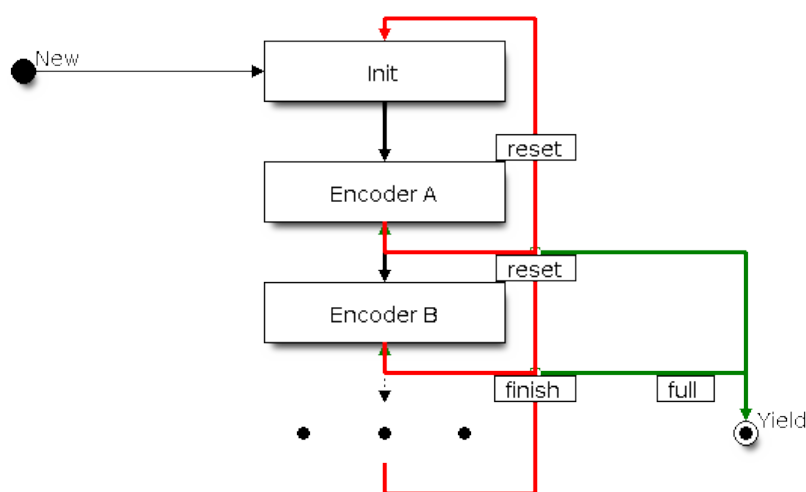 New
Init
reset
Encoder A
reset
Encoder B
finish
full
Yield